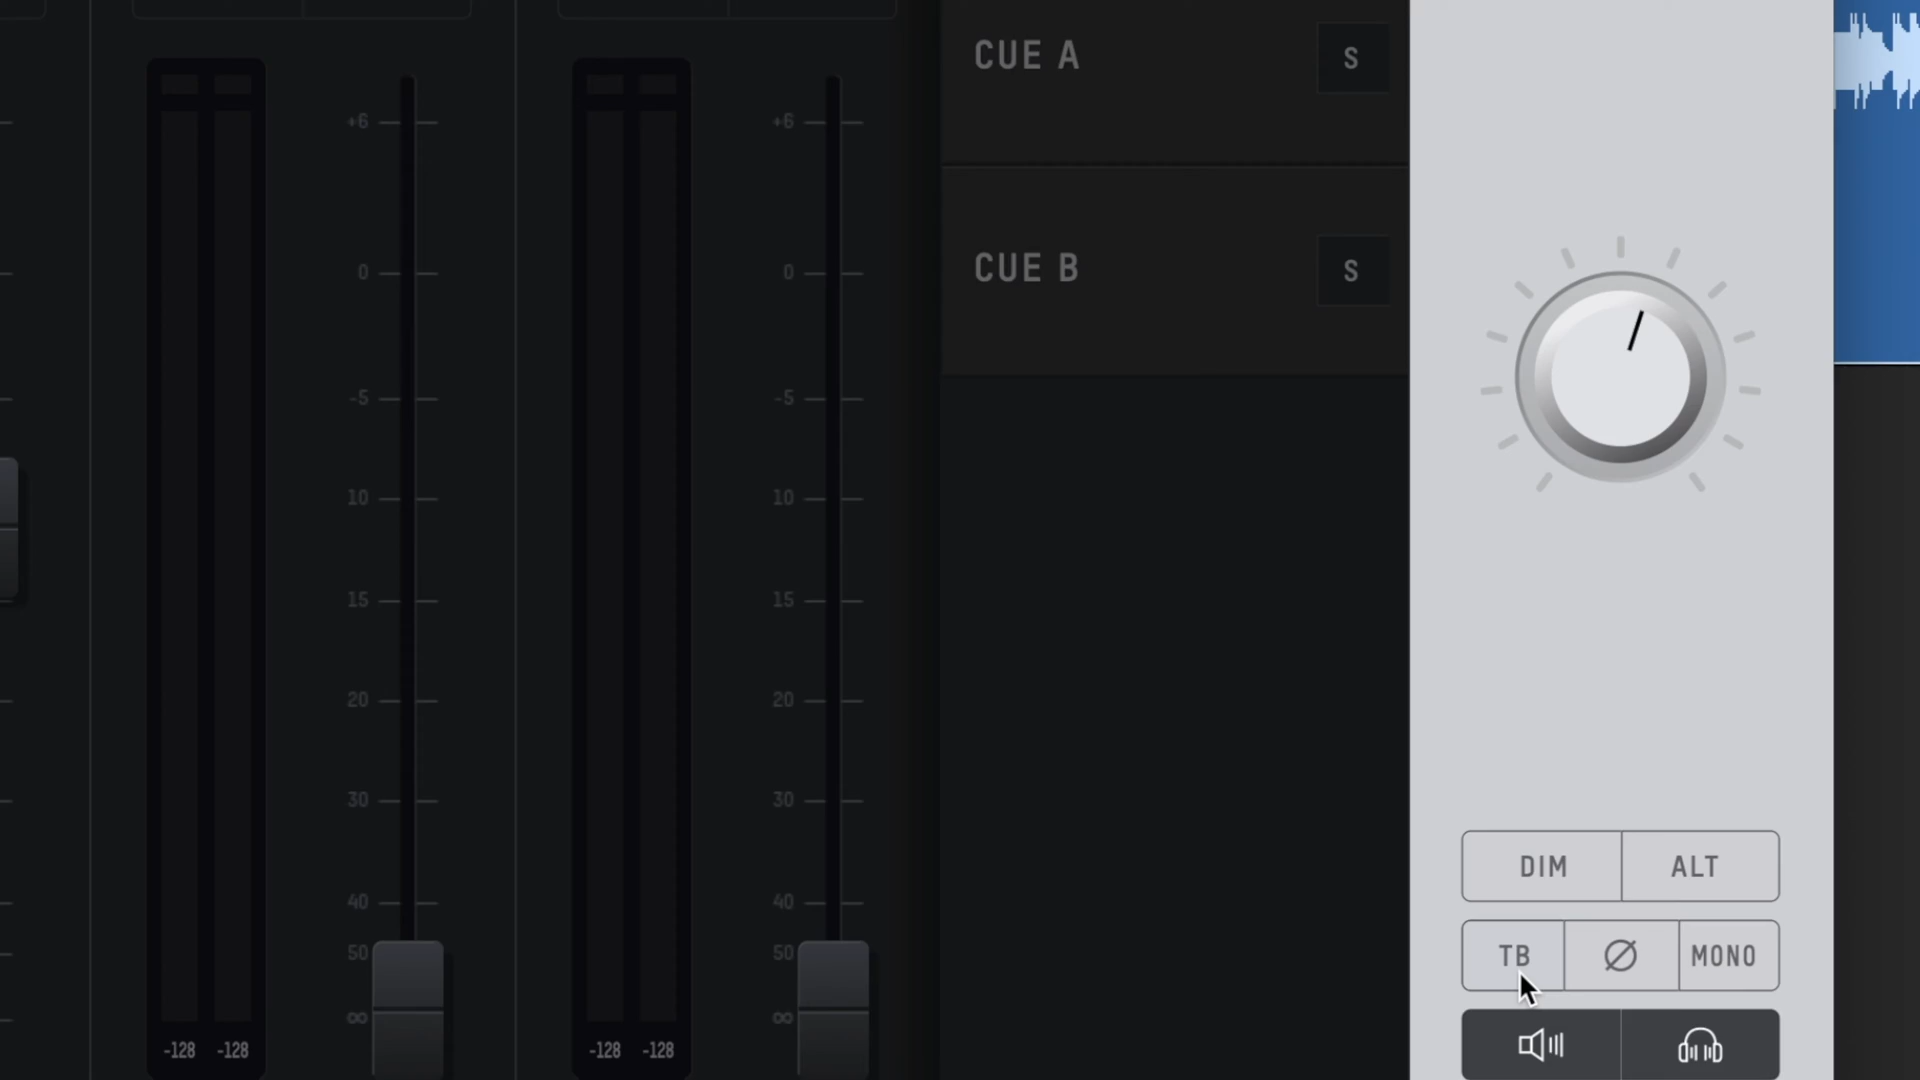 CUE A S
+6 +6
CUE B S
0 0
-5 -5
10 10
15 15
20 20
30 30
DIM ALT
40 40
50 50
TB Ø MONO
∞ ∞
-128 -128 -128 -128